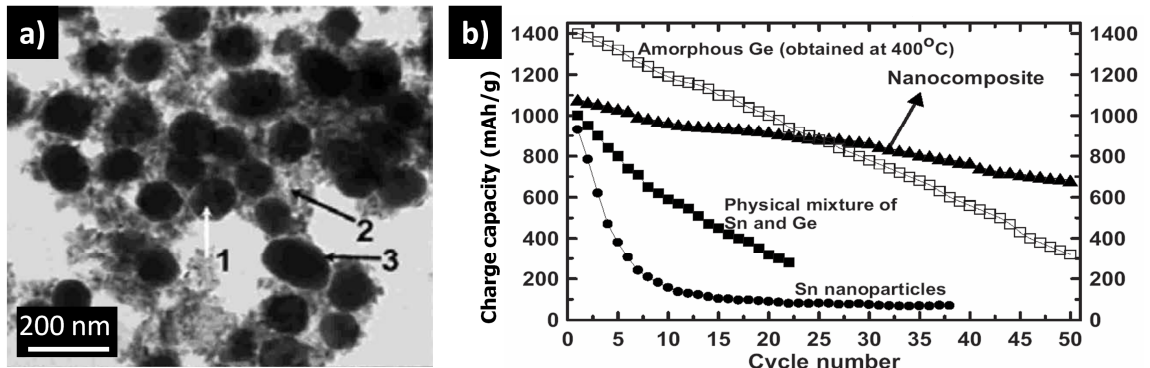 a)
1
2
3
200 nm
b)
Charge capacity (mAh/g)
1400
1200
1000
800
600
400
200
0
Amorphous Ge (obtained at 400°C)
Nanocomposite
Physical mixture of
Sn and Ge
Sn nanoparticles
1400
1200
1000
800
600
400
200
0
0 5 10 15 20 25 30 35 40 45 50
Cycle number